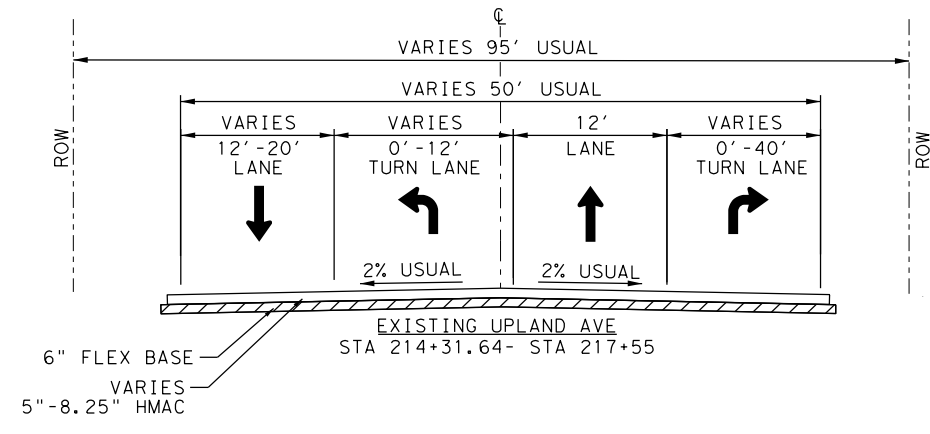 ℄
VARIES 95' USUAL
VARIES 50' USUAL
VARIES
VARIES
12'
VARIES
12'-20'
LANE
0'-12'
TURN LANE
LANE
0'-40'
TURN LANE
ROW
ROW
2% USUAL
2% USUAL
EXISTING UPLAND AVE
STA 214+31.64- STA 217+55
6" FLEX BASE
VARIES
5"-8.25" HMAC